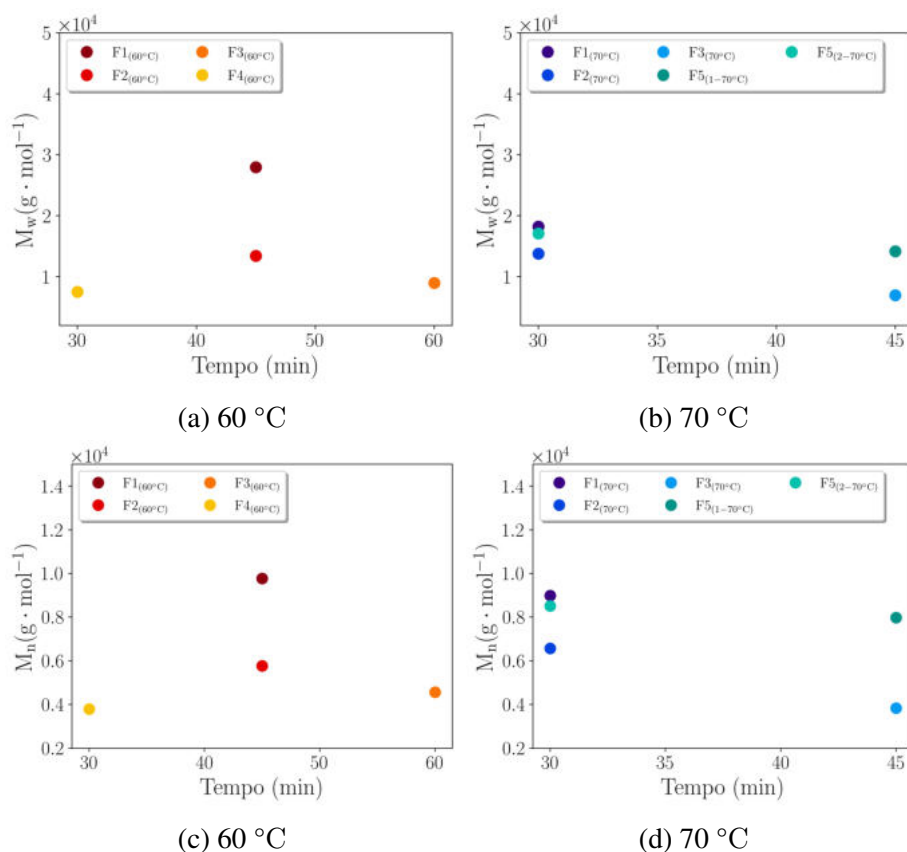 ×10⁴
5
4
3
2
1
M_w(g · mol⁻¹)
F1(60°C) F3(60°C)
F2(60°C) F4(60°C)
30 40 50 60
Tempo (min)
(a) 60 °C
×10⁴
5
4
3
2
1
M_w(g · mol⁻¹)
F1(70°C) F3(70°C) F5(2−70°C)
F2(70°C) F5(1−70°C)
30 35 40 45
Tempo (min)
(b) 70 °C
×10⁴
1.4
1.2
1.0
0.8
0.6
0.4
0.2
M_n(g · mol⁻¹)
F1(60°C) F3(60°C)
F2(60°C) F4(60°C)
30 40 50 60
Tempo (min)
(c) 60 °C
×10⁴
1.4
1.2
1.0
0.8
0.6
0.4
0.2
M_n(g · mol⁻¹)
F1(70°C) F3(70°C) F5(2−70°C)
F2(70°C) F5(1−70°C)
30 35 40 45
Tempo (min)
(d) 70 °C